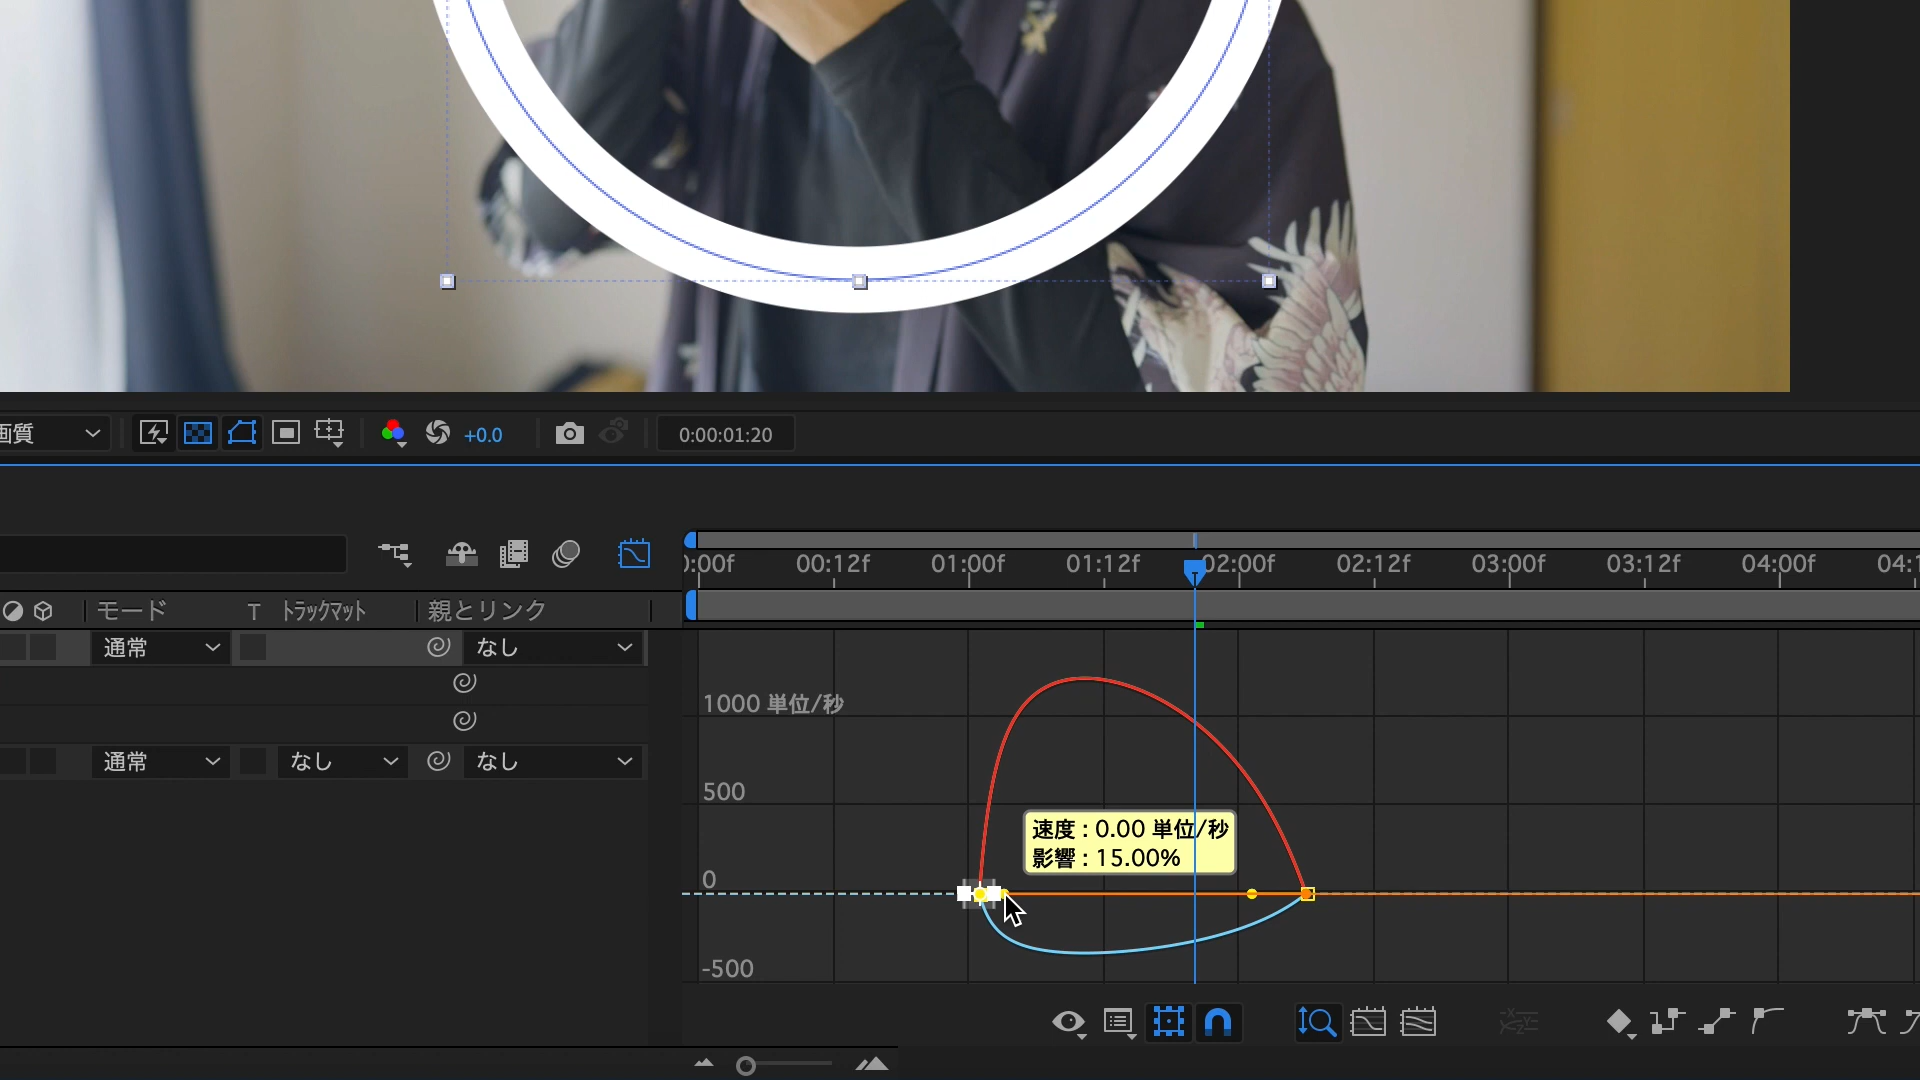 画質
+0.0
0:00:01:20
:00f 00:12f 01:00f 01:12f 02:00f 02:12f 03:00f 03:12f 04:00f 04:1
モード T トラックマット 親とリンク
通常 なし
通常 なし なし
1000 単位/秒
500
速度 : 0.00 単位/秒
影響 : 15.00%
0
-500